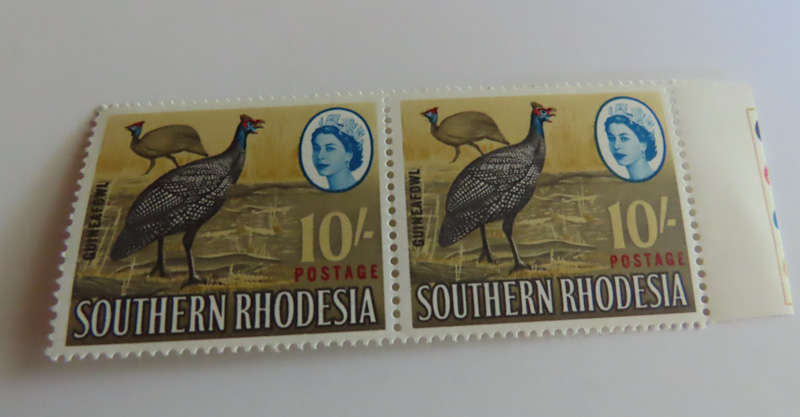 GUINEAFOWL
10/-
POSTAGE
SOUTHERN RHODESIA
GUINEAFOWL
10/-
POSTAGE
SOUTHERN RHODESIA